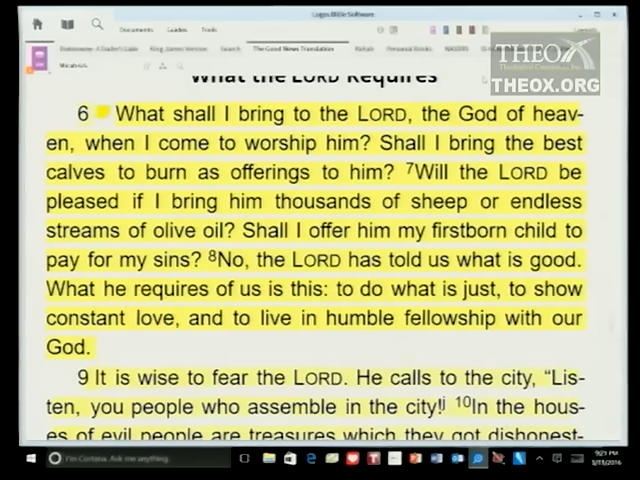 Logos Bible Software
Documents Guides Tools
King James Version Search The Good News Translation Rehab Personal Books
THEOX
THEOX.ORG
What the LORD Requires
6 What shall I bring to the LORD, the God of heav-
en, when I come to worship him? Shall I bring the best
calves to burn as offerings to him? 7Will the LORD be
pleased if I bring him thousands of sheep or endless
streams of olive oil? Shall I offer him my firstborn child to
pay for my sins? 8No, the LORD has told us what is good.
What he requires of us is this: to do what is just, to show
constant love, and to live in humble fellowship with our
God.
9 It is wise to fear the LORD. He calls to the city, “Lis-
ten, you people who assemble in the city!j 10In the hous-
es of evil people are treasures which they got dishonest-
I'm Cortana. Ask me anything.
9:21 PM